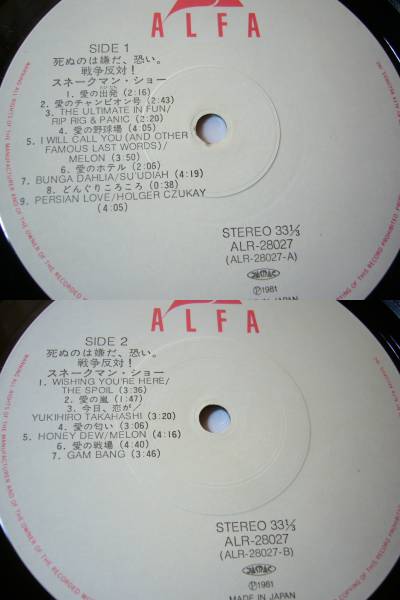 ALFA
SIDE 1
死ぬのは嫌だ、恐い。
戦争反対！
スネークマン・ショー
1. 愛の出発 (2:16)
2. 愛のチャンピオン号 (2:43)
3. THE ULTIMATE IN FUN/
RIP RIG & PANIC (2:20)
4. 愛の野球場 (4:05)
5. I WILL CALL YOU (AND OTHER
FAMOUS LAST WORDS)/
MELON (3:50)
6. 愛のホテル (2:06)
7. BUNGA DAHLIA/SU'UDIAH (4:19)
8. どんぐりころころ (0:38)
9. PERSIAN LOVE/HOLGER CZUKAY
(4:05)
STEREO 33⅓
ALR-28027
(ALR-28027-A)
Ⓟ1981
MADE IN JAPAN
ALFA
SIDE 2
死ぬのは嫌だ、恐い。
戦争反対！
スネークマン・ショー
1. WISHING YOU'RE HERE/
THE SPOIL (3:36)
2. 愛の嵐 (1:47)
3. 今日、恋が/
YUKIHIRO TAKAHASHI (3:20)
4. 愛の匂い (3:06)
5. HONEY DEW/MELON (4:16)
6. 愛の戦場 (4:40)
7. GAM BANG (3:46)
STEREO 33⅓
ALR-28027
(ALR-28027-B)
Ⓟ1981
MADE IN JAPAN